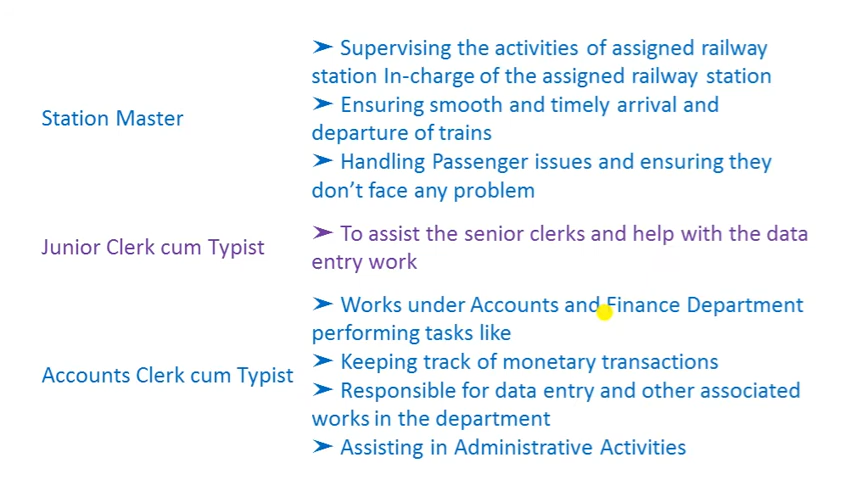 Station Master
➤ Supervising the activities of assigned railway
station In-charge of the assigned railway station
➤ Ensuring smooth and timely arrival and
departure of trains
➤ Handling Passenger issues and ensuring they
don’t face any problem
Junior Clerk cum Typist
➤ To assist the senior clerks and help with the data
entry work
Accounts Clerk cum Typist
➤ Works under Accounts and Finance Department
performing tasks like
➤ Keeping track of monetary transactions
➤ Responsible for data entry and other associated
works in the department
➤ Assisting in Administrative Activities